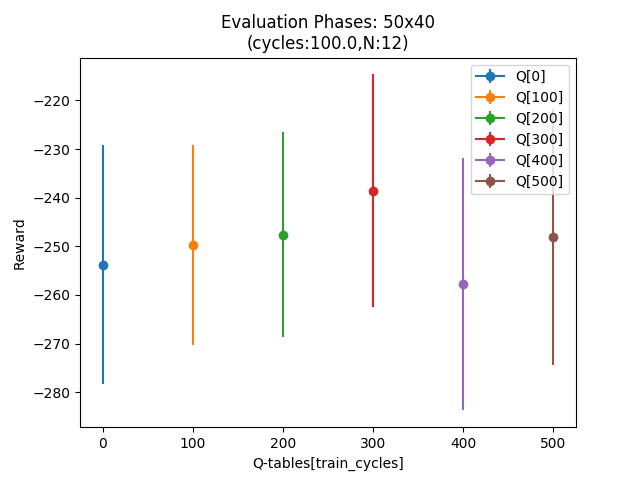 Evaluation Phases: 50x40
(cycles:100.0,N:12)
Q[0]
Q[100]
Q[200]
Q[300]
Q[400]
Q[500]
−220
−230
−240
−250
−260
−270
−280
Reward
0 100 200 300 400 500
Q-tables[train_cycles]